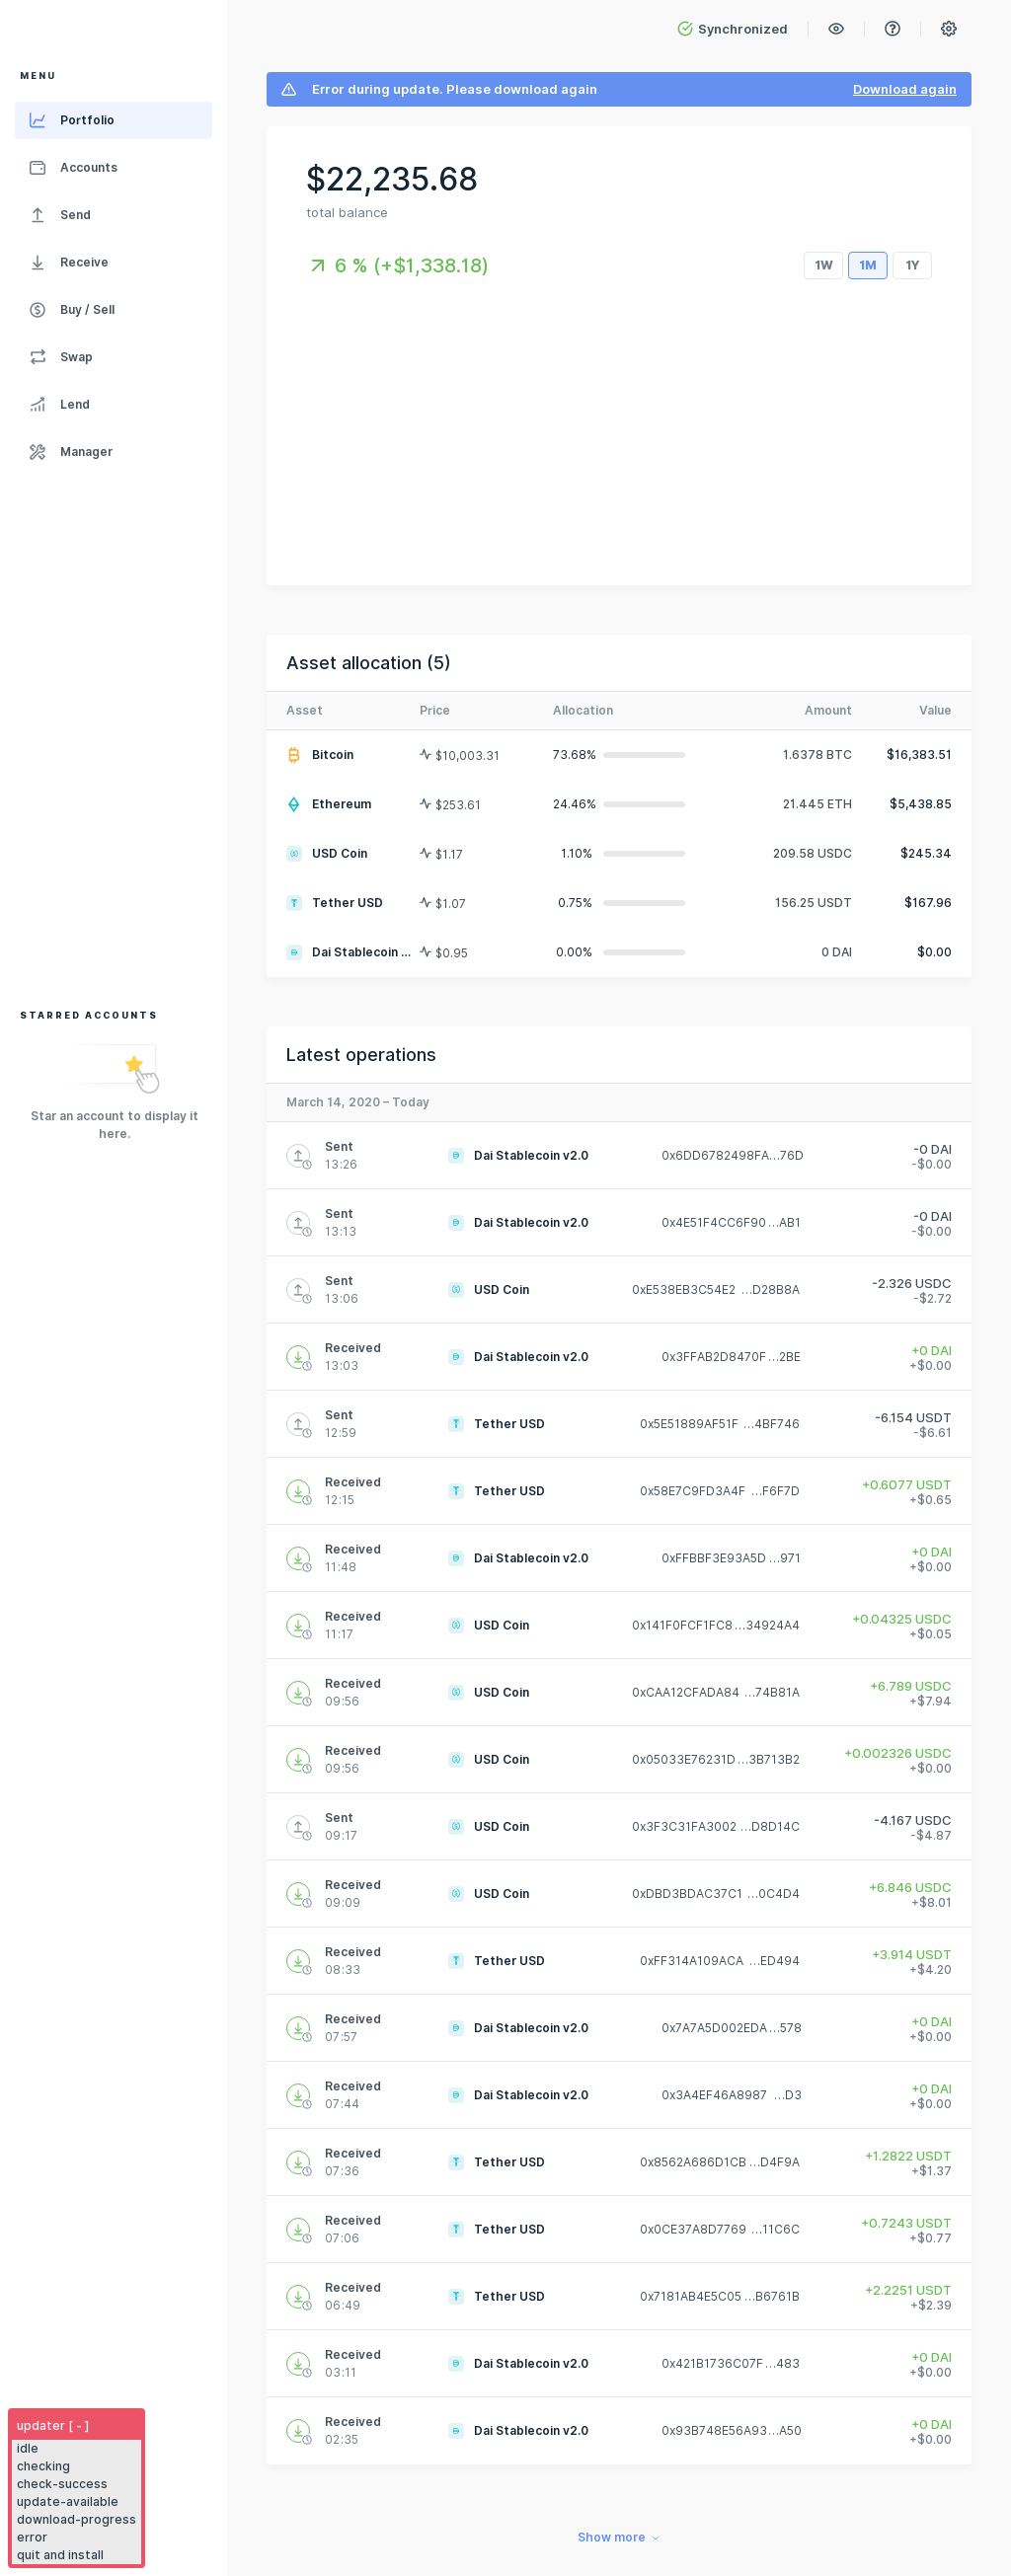 Synchronized
MENU
Error during update. Please download again
Download again
Portfolio
Accounts
Send
Receive
Buy / Sell
Swap
Lend
Manager
$22,235.68
total balance
6 % (+$1,338.18)
1W 1M 1Y
Asset allocation (5)
Asset Price Allocation Amount Value
Bitcoin $10,003.31 73.68% 1.6378 BTC $16,383.51
Ethereum $253.61 24.46% 21.445 ETH $5,438.85
USD Coin $1.17 1.10% 209.58 USDC $245.34
Tether USD $1.07 0.75% 156.25 USDT $167.96
Dai Stablecoin ... $0.95 0.00% 0 DAI $0.00
STARRED ACCOUNTS
Star an account to display it
here.
Latest operations
March 14, 2020 – Today
Sent
13:26
Dai Stablecoin v2.0
0x6DD6782498FA…76D
-0 DAI
-$0.00
Sent
13:13
Dai Stablecoin v2.0
0x4E51F4CC6F90…AB1
-0 DAI
-$0.00
Sent
13:06
USD Coin
0xE538EB3C54E2 …D28B8A
-2.326 USDC
-$2.72
Received
13:03
Dai Stablecoin v2.0
0x3FFAB2D8470F…2BE
+0 DAI
+$0.00
Sent
12:59
Tether USD
0x5E51889AF51F …4BF746
-6.154 USDT
-$6.61
Received
12:15
Tether USD
0x58E7C9FD3A4F …F6F7D
+0.6077 USDT
+$0.65
Received
11:48
Dai Stablecoin v2.0
0xFFBBF3E93A5D …971
+0 DAI
+$0.00
Received
11:17
USD Coin
0x141F0FCF1FC8…34924A4
+0.04325 USDC
+$0.05
Received
09:56
USD Coin
0xCAA12CFADA84 …74B81A
+6.789 USDC
+$7.94
Received
09:56
USD Coin
0x05033E76231D…3B713B2
+0.002326 USDC
+$0.00
Sent
09:17
USD Coin
0x3F3C31FA3002 …D8D14C
-4.167 USDC
-$4.87
Received
09:09
USD Coin
0xDBD3BDAC37C1 …0C4D4
+6.846 USDC
+$8.01
Received
08:33
Tether USD
0xFF314A109ACA …ED494
+3.914 USDT
+$4.20
Received
07:57
Dai Stablecoin v2.0
0x7A7A5D002EDA…578
+0 DAI
+$0.00
Received
07:44
Dai Stablecoin v2.0
0x3A4EF46A8987 …D3
+0 DAI
+$0.00
Received
07:36
Tether USD
0x8562A686D1CB…D4F9A
+1.2822 USDT
+$1.37
Received
07:06
Tether USD
0x0CE37A8D7769 …11C6C
+0.7243 USDT
+$0.77
Received
06:49
Tether USD
0x7181AB4E5C05…B6761B
+2.2251 USDT
+$2.39
Received
03:11
Dai Stablecoin v2.0
0x421B1736C07F…483
+0 DAI
+$0.00
Received
02:35
Dai Stablecoin v2.0
0x93B748E56A93…A50
+0 DAI
+$0.00
updater [ - ]
idle
checking
check-success
update-available
download-progress
error
quit and install
Show more